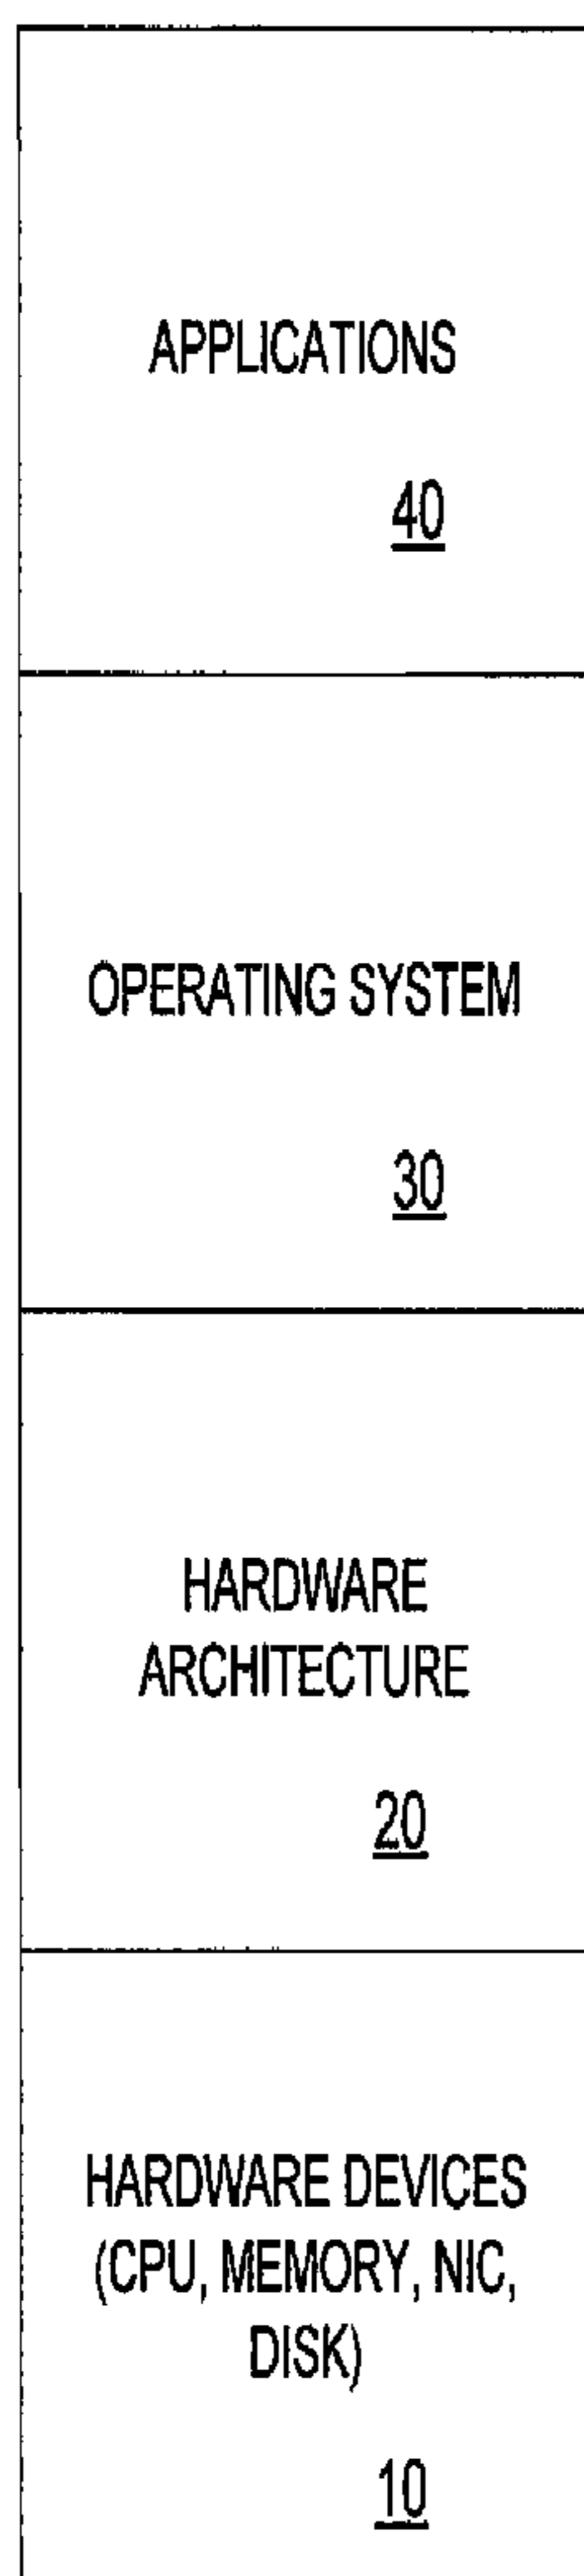 APPLICATIONS
40
OPERATING SYSTEM
30
HARDWARE
ARCHITECTURE
20
HARDWARE DEVICES
(CPU, MEMORY, NIC,
DISK)
10